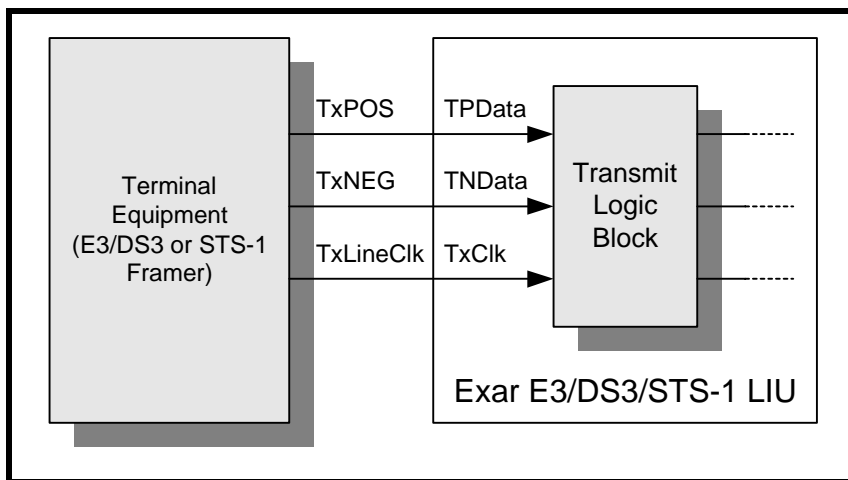 TxPOS TPData
TxNEG TNData
TxLineClk TxClk
Terminal
Equipment
(E3/DS3 or STS-1
Framer)
Transmit
Logic
Block
Exar E3/DS3/STS-1 LIU